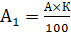 A₁ = A×K/100